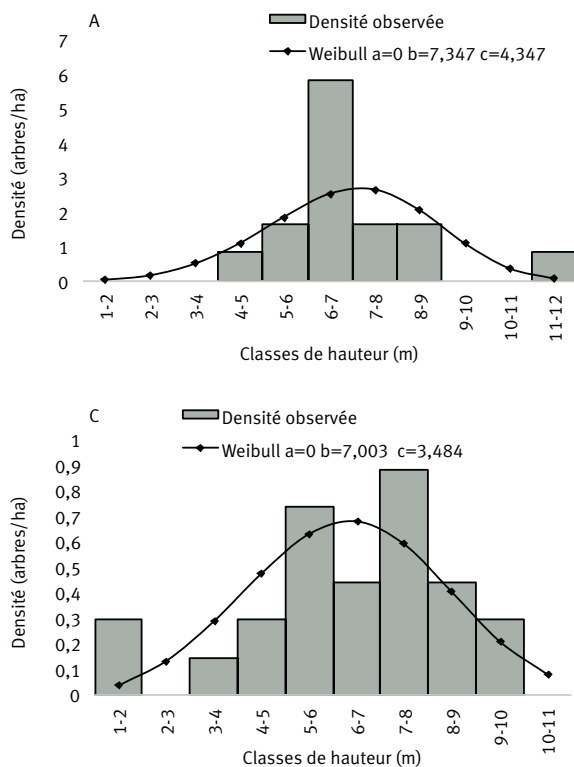 A
Densité observée
Weibull a=0 b=7,347 c=4,347
Densité (arbres/ha)
7
6
5
4
3
2
1
0
1-2 2-3 3-4 4-5 5-6 6-7 7-8 8-9 9-10 10-11 11-12
Classes de hauteur (m)
C
Densité observée
Weibull a=0 b=7,003 c=3,484
Densité (arbres/ha)
1
0,9
0,8
0,7
0,6
0,5
0,4
0,3
0,2
0,1
0
1-2 2-3 3-4 4-5 5-6 6-7 7-8 8-9 9-10 10-11
Classes de hauteur (m)